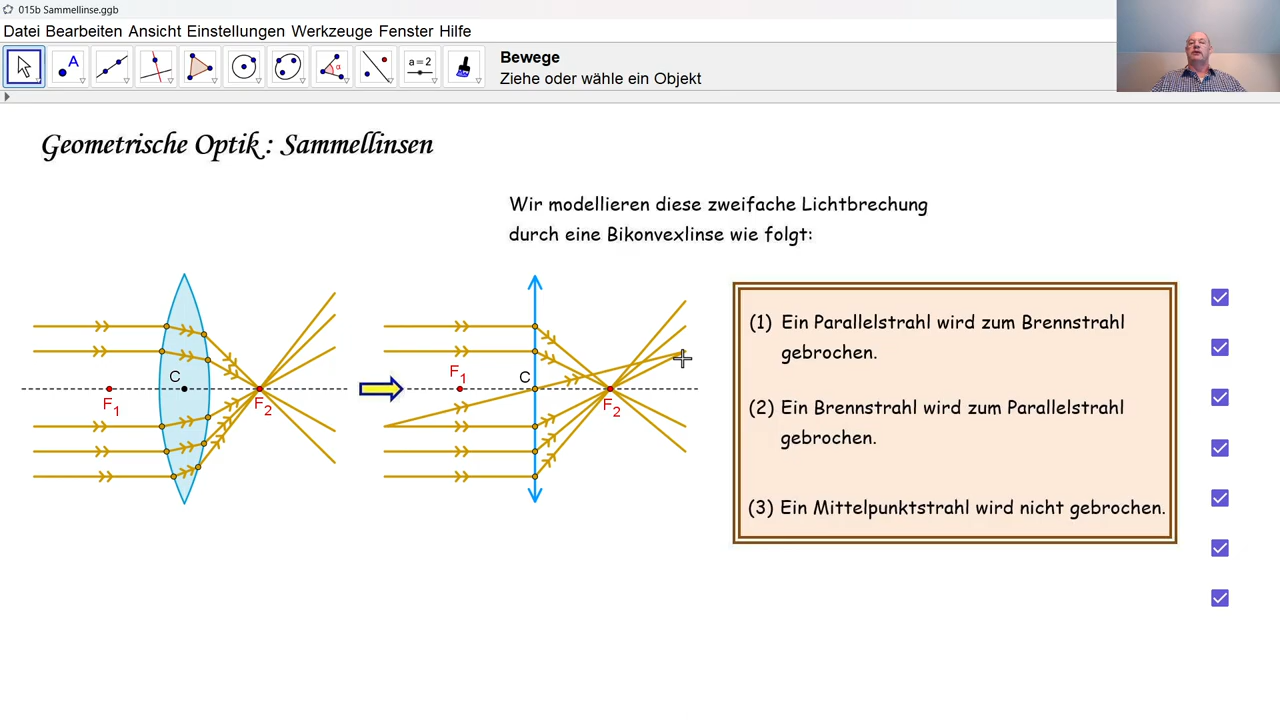 015b Sammellinse.ggb
Datei Bearbeiten Ansicht Einstellungen Werkzeuge Fenster Hilfe
A
α
a=2
Bewege
Ziehe oder wähle ein Objekt
Geometrische Optik : Sammellinsen
Wir modellieren diese zweifache Lichtbrechung
durch eine Bikonvexlinse wie folgt:
C
F1
F2
F1
C
F2
(1) Ein Parallelstrahl wird zum Brennstrahl
gebrochen.
(2) Ein Brennstrahl wird zum Parallelstrahl
gebrochen.
(3) Ein Mittelpunktstrahl wird nicht gebrochen.